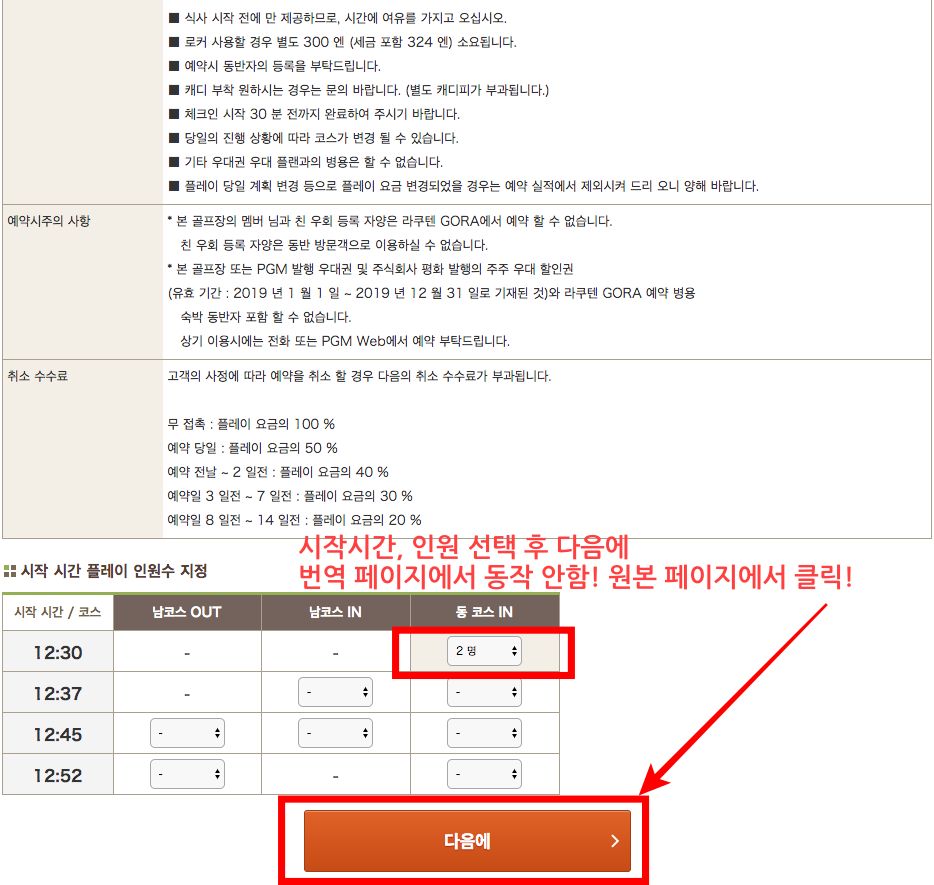 ■ 식사 시작 전에 만 제공하므로, 시간에 여유를 가지고 오십시오.
■ 로커 사용할 경우 별도 300 엔 (세금 포함 324 엔) 소요됩니다.
■ 예약시 동반자의 등록을 부탁드립니다.
■ 캐디 부착 원하시는 경우는 문의 바랍니다. (별도 캐디피가 부과됩니다.)
■ 체크인 시작 30 분 전까지 완료하여 주시기 바랍니다.
■ 당일의 진행 상황에 따라 코스가 변경 될 수 있습니다.
■ 기타 우대권 우대 플랜과의 병용은 할 수 없습니다.
■ 플레이 당일 계획 변경 등으로 플레이 요금 변경되었을 경우는 예약 실적에서 제외시켜 드리 오니 양해 바랍니다.
예약시주의 사항
* 본 골프장의 멤버 님과 친 우회 등록 자양은 라쿠텐 GORA에서 예약 할 수 없습니다.
친 우회 등록 자양은 동반 방문객으로 이용하실 수 없습니다.
* 본 골프장 또는 PGM 발행 우대권 및 주식회사 평화 발행의 주주 우대 할인권
(유효 기간 : 2019 년 1 월 1 일 ~ 2019 년 12 월 31 일로 기재된 것)와 라쿠텐 GORA 예약 병용
숙박 동반자 포함 할 수 없습니다.
상기 이용시에는 전화 또는 PGM Web에서 예약 부탁드립니다.
취소 수수료
고객의 사정에 따라 예약을 취소 할 경우 다음의 취소 수수료가 부과됩니다.
무 접촉 : 플레이 요금의 100 %
예약 당일 : 플레이 요금의 50 %
예약 전날 ~ 2 일전 : 플레이 요금의 40 %
예약일 3 일전 ~ 7 일전 : 플레이 요금의 30 %
예약일 8 일전 ~ 14 일전 : 플레이 요금의 20 %
시작시간, 인원 선택 후 다음에
번역 페이지에서 동작 안함! 원본 페이지에서 클릭!
시작 시간 플레이 인원수 지정
시작 시간 / 코스 남코스 OUT 남코스 IN 동 코스 IN
12:30 - - 2 명
12:37 - - -
12:45 - - -
12:52 - - -
다음에